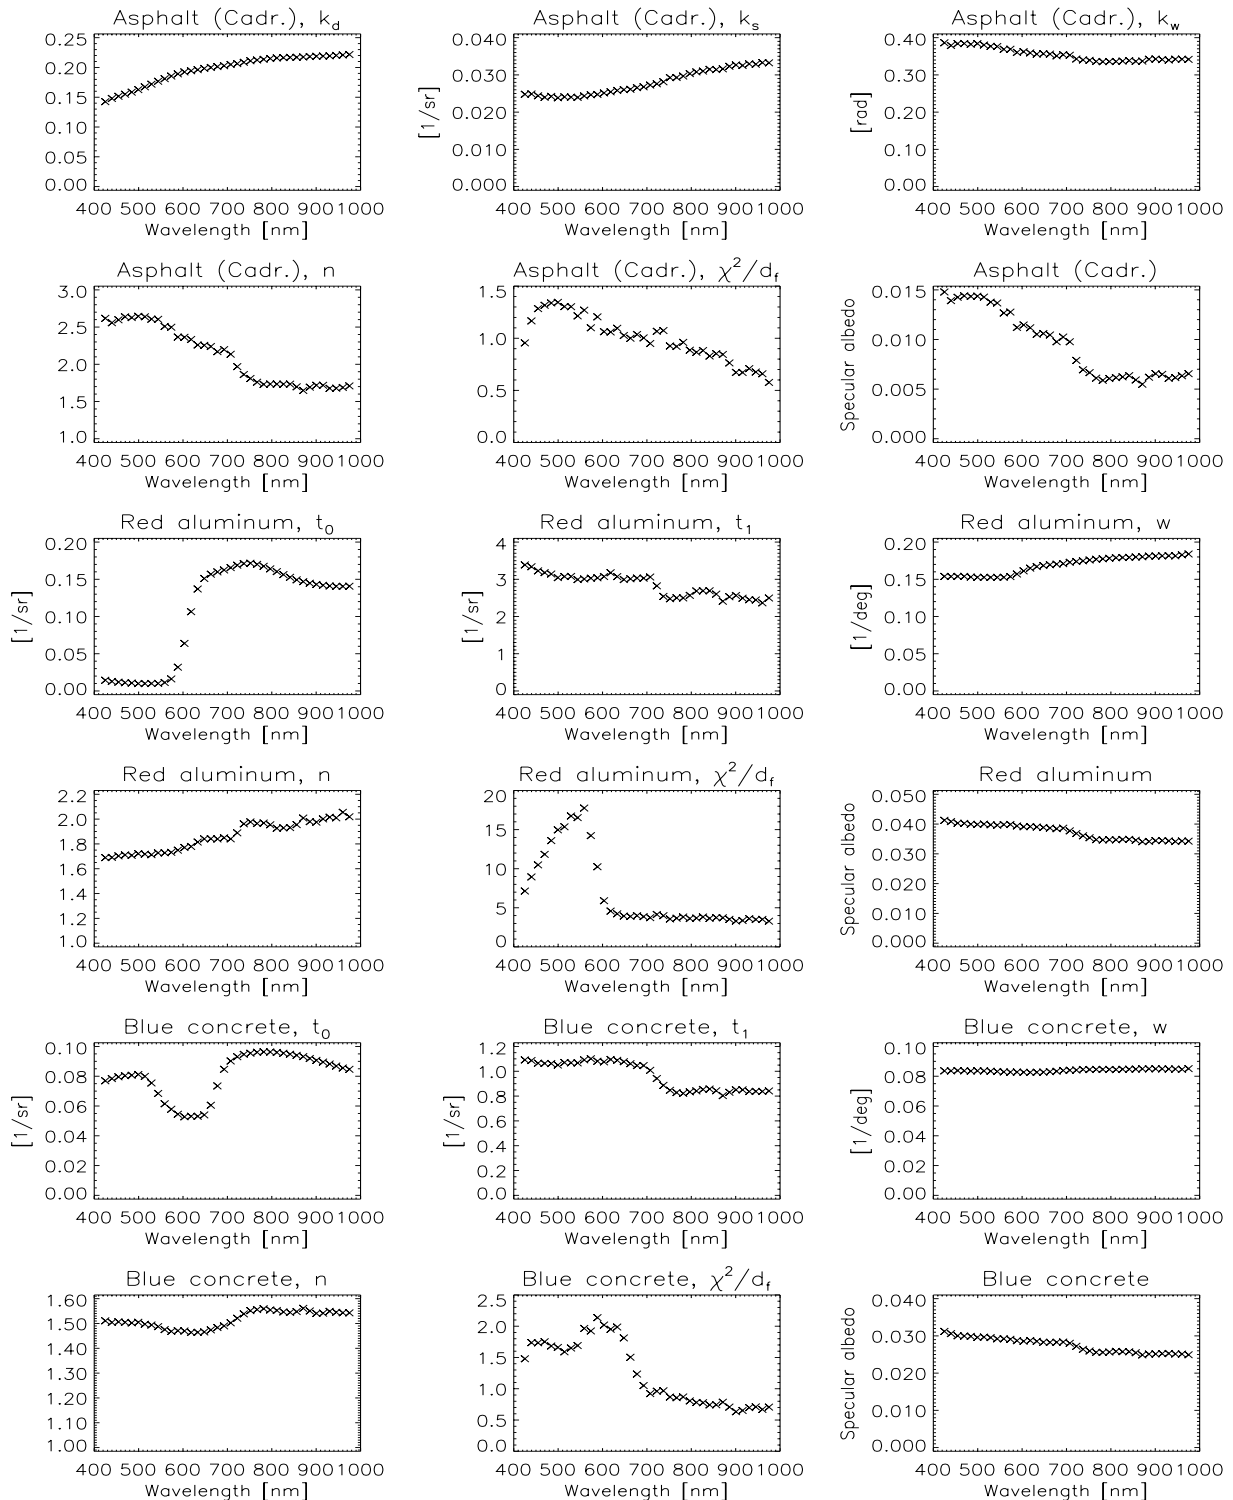 Asphalt (Cadr.), k_d
0.25
0.20
0.15
0.10
0.05
0.00
400 500 600 700 800 900 1000
Wavelength [nm]
Asphalt (Cadr.), k_s
[1/sr]
0.040
0.030
0.020
0.010
0.000
400 500 600 700 800 900 1000
Wavelength [nm]
Asphalt (Cadr.), k_w
[rad]
0.40
0.30
0.20
0.10
0.00
400 500 600 700 800 900 1000
Wavelength [nm]
Asphalt (Cadr.), n
3.0
2.5
2.0
1.5
1.0
400 500 600 700 800 900 1000
Wavelength [nm]
Asphalt (Cadr.), χ²/d_f
1.5
1.0
0.5
0.0
400 500 600 700 800 900 1000
Wavelength [nm]
Asphalt (Cadr.)
Specular albedo
0.015
0.010
0.005
0.000
400 500 600 700 800 900 1000
Wavelength [nm]
Red aluminum, t₀
[1/sr]
0.20
0.15
0.10
0.05
0.00
400 500 600 700 800 900 1000
Wavelength [nm]
Red aluminum, t₁
[1/sr]
4
3
2
1
0
400 500 600 700 800 900 1000
Wavelength [nm]
Red aluminum, w
[1/deg]
0.20
0.15
0.10
0.05
0.00
400 500 600 700 800 900 1000
Wavelength [nm]
Red aluminum, n
2.2
2.0
1.8
1.6
1.4
1.2
1.0
400 500 600 700 800 900 1000
Wavelength [nm]
Red aluminum, χ²/d_f
20
15
10
5
0
400 500 600 700 800 900 1000
Wavelength [nm]
Red aluminum
Specular albedo
0.050
0.040
0.030
0.020
0.010
0.000
400 500 600 700 800 900 1000
Wavelength [nm]
Blue concrete, t₀
[1/sr]
0.10
0.08
0.06
0.04
0.02
0.00
400 500 600 700 800 900 1000
Wavelength [nm]
Blue concrete, t₁
[1/sr]
1.2
1.0
0.8
0.6
0.4
0.2
0.0
400 500 600 700 800 900 1000
Wavelength [nm]
Blue concrete, w
[1/deg]
0.10
0.08
0.06
0.04
0.02
0.00
400 500 600 700 800 900 1000
Wavelength [nm]
Blue concrete, n
1.60
1.50
1.40
1.30
1.20
1.10
1.00
400 500 600 700 800 900 1000
Wavelength [nm]
Blue concrete, χ²/d_f
2.5
2.0
1.5
1.0
0.5
0.0
400 500 600 700 800 900 1000
Wavelength [nm]
Blue concrete
Specular albedo
0.040
0.030
0.020
0.010
0.000
400 500 600 700 800 900 1000
Wavelength [nm]